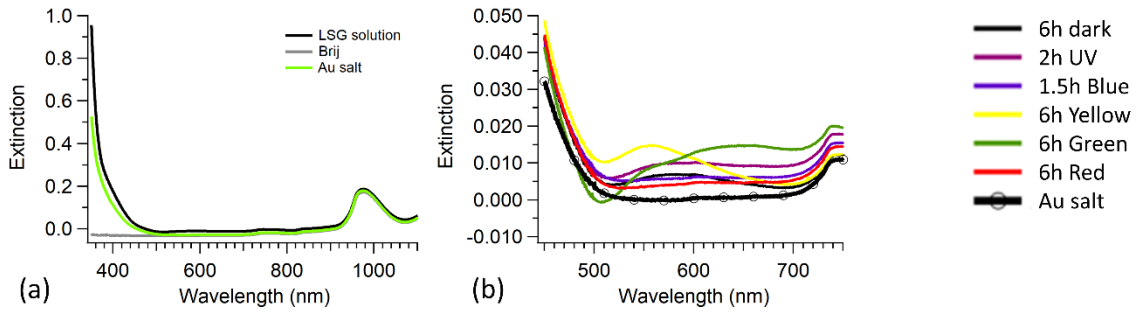 1.0
0.8
0.6
0.4
0.2
0.0
Extinction
LSG solution
Brij
Au salt
400
600
800
1000
Wavelength (nm)
(a)
0.050
0.040
0.030
0.020
0.010
0.000
-0.010
Extinction
500
600
700
Wavelength (nm)
(b)
6h dark
2h UV
1.5h Blue
6h Yellow
6h Green
6h Red
Au salt